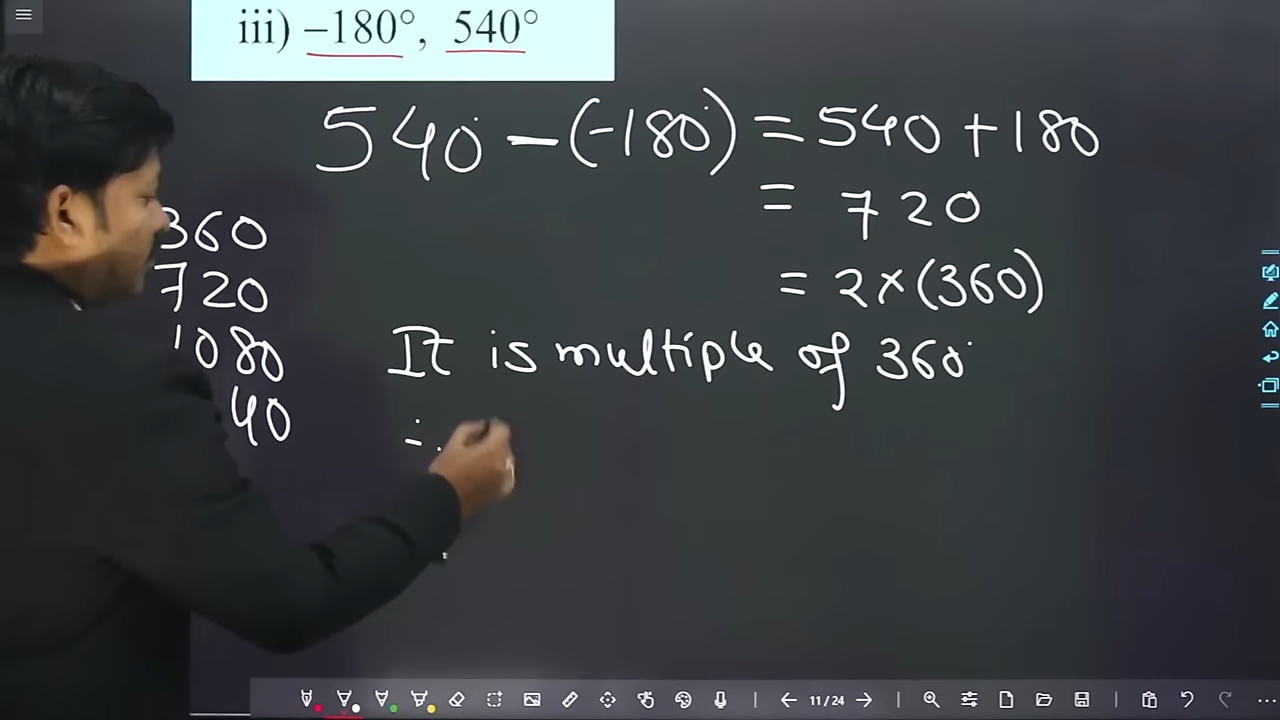 iii) –180°, 540°
540° – (–180°) = 540 + 180
= 720
= 2 × (360)
360
720
1080
40
It is multiple of 360°
∴
11/24